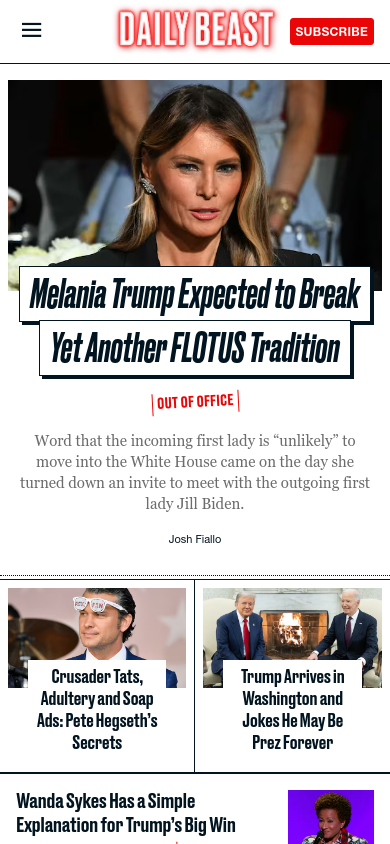 DAILY BEAST
SUBSCRIBE
Melania Trump Expected to Break
Yet Another FLOTUS Tradition
OUT OF OFFICE
Word that the incoming first lady is “unlikely” to
move into the White House came on the day she
turned down an invite to meet with the outgoing first
lady Jill Biden.
Josh Fiallo
Crusader Tats,
Adultery and Soap
Ads: Pete Hegseth’s
Secrets
Trump Arrives in
Washington and
Jokes He May Be
Prez Forever
Wanda Sykes Has a Simple
Explanation for Trump’s Big Win